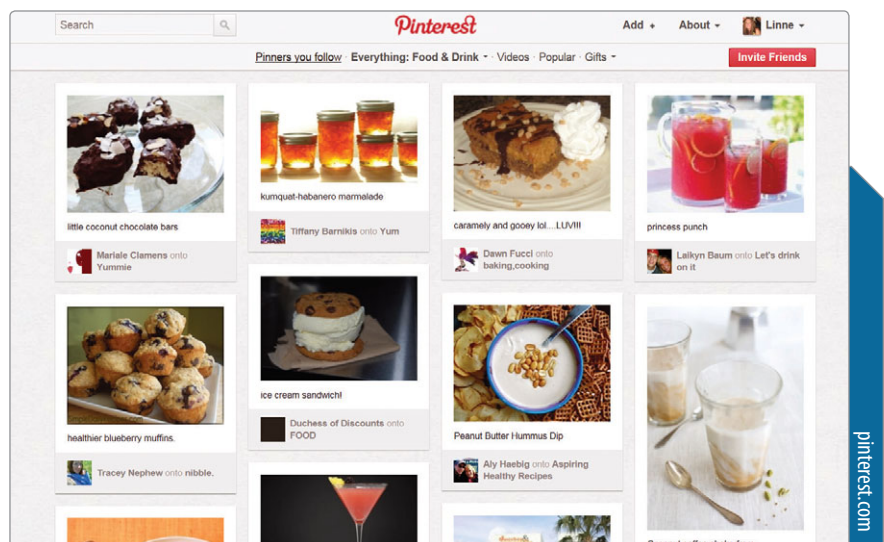 Search
Pinterest
Add +
About
Linne
Pinners you follow · Everything: Food & Drink · Videos · Popular · Gifts
Invite Friends
little coconut chocolate bars
Mariale Clamens onto
Yummie
kumquat-habanero marmalade
Tiffany Barnikis onto Yum
caramely and gooey lol....LUV!!!
Dawn Fucci onto
baking,cooking
princess punch
Laikyn Baum onto Let's drink
on it
healthier blueberry muffins.
Tracey Nephew onto nibble.
ice cream sandwich!
Duchess of Discounts onto
FOOD
Peanut Butter Hummus Dip
Aly Haebig onto Aspiring
Healthy Recipes
pinterest.com